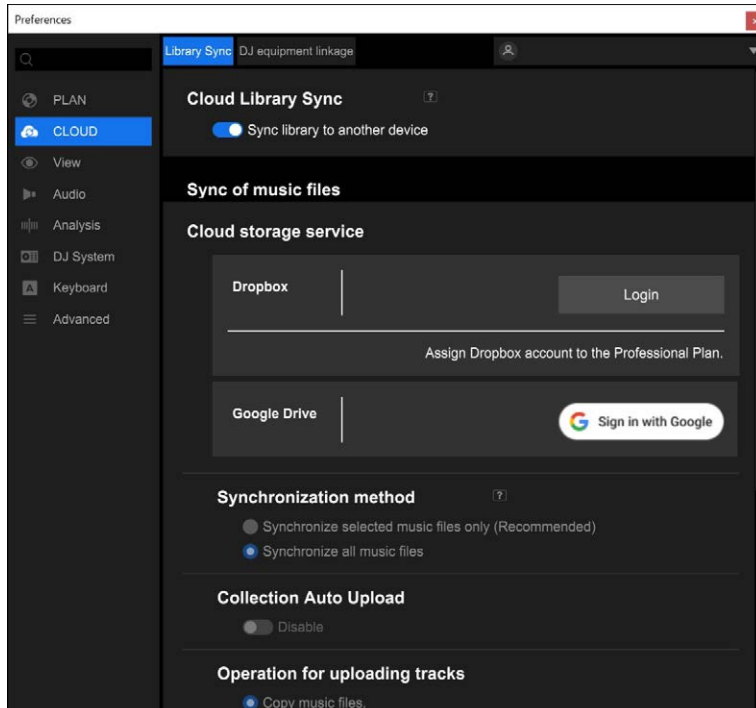 Preferences
Library Sync
DJ equipment linkage
PLAN
CLOUD
View
Audio
Analysis
DJ System
A
Keyboard
Advanced
Cloud Library Sync
?
Sync library to another device
Sync of music files
Cloud storage service
Dropbox
Login
Assign Dropbox account to the Professional Plan.
Google Drive
G Sign in with Google
Synchronization method
?
Synchronize selected music files only (Recommended)
Synchronize all music files
Collection Auto Upload
Disable
Operation for uploading tracks
Copy music files.